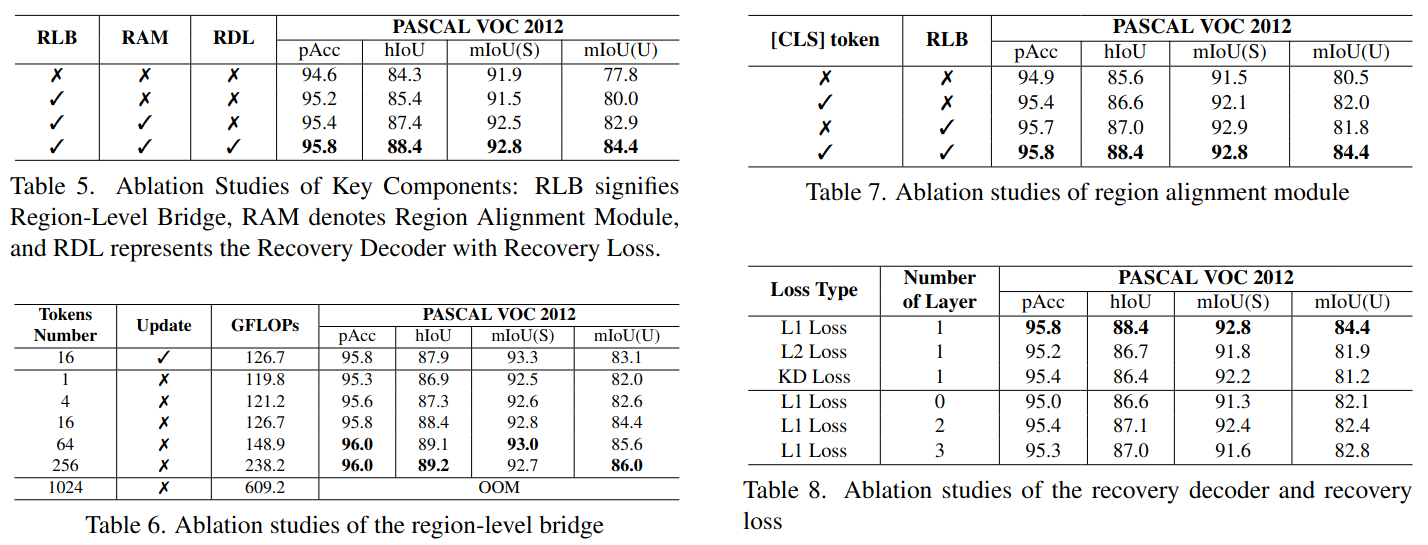 RLB RAM RDL PASCAL VOC 2012
pAcc hIoU mIoU(S) mIoU(U)
✗ ✗ ✗ 94.6 84.3 91.9 77.8
✓ ✗ ✗ 95.2 85.4 91.5 80.0
✓ ✓ ✗ 95.4 87.4 92.5 82.9
✓ ✓ ✓ 95.8 88.4 92.8 84.4
Table 5. Ablation Studies of Key Components: RLB signifies
Region-Level Bridge, RAM denotes Region Alignment Module,
and RDL represents the Recovery Decoder with Recovery Loss.
Tokens Number Update GFLOPs PASCAL VOC 2012
pAcc hIoU mIoU(S) mIoU(U)
16 ✓ 126.7 95.8 87.9 93.3 83.1
1 ✗ 119.8 95.3 86.9 92.5 82.0
4 ✗ 121.2 95.6 87.3 92.6 82.6
16 ✗ 126.7 95.8 88.4 92.8 84.4
64 ✗ 148.9 96.0 89.1 93.0 85.6
256 ✗ 238.2 96.0 89.2 92.7 86.0
1024 ✗ 609.2 OOM
Table 6. Ablation studies of the region-level bridge
[CLS] token RLB PASCAL VOC 2012
pAcc hIoU mIoU(S) mIoU(U)
✗ ✗ 94.9 85.6 91.5 80.5
✓ ✗ 95.4 86.6 92.1 82.0
✗ ✓ 95.7 87.0 92.9 81.8
✓ ✓ 95.8 88.4 92.8 84.4
Table 7. Ablation studies of region alignment module
Loss Type Number of Layer PASCAL VOC 2012
pAcc hIoU mIoU(S) mIoU(U)
L1 Loss 1 95.8 88.4 92.8 84.4
L2 Loss 1 95.2 86.7 91.8 81.9
KD Loss 1 95.4 86.4 92.2 81.2
L1 Loss 0 95.0 86.6 91.3 82.1
L1 Loss 2 95.4 87.1 92.4 82.4
L1 Loss 3 95.3 87.0 91.6 82.8
Table 8. Ablation studies of the recovery decoder and recovery
loss